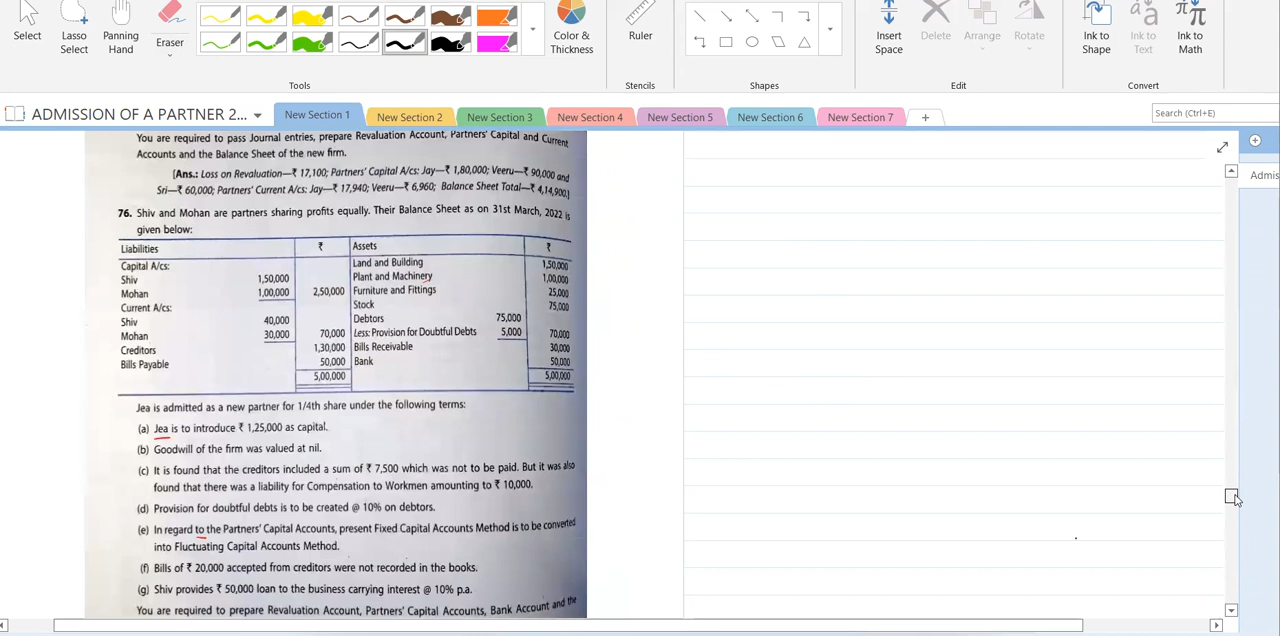 Select
Lasso Select
Panning Hand
Eraser
Color & Thickness
Ruler
Insert Space
Delete
Arrange
Rotate
Ink to Shape
Ink to Text
Ink to Math
Tools
Stencils
Shapes
Edit
Convert
ADMISSION OF A PARTNER 2...
New Section 1
New Section 2
New Section 3
New Section 4
New Section 5
New Section 6
New Section 7
Search (Ctrl+E)
Admis
You are required to pass Journal entries, prepare Revaluation Account, Partners' Capital and Current
Accounts and the Balance Sheet of the new firm.
[Ans.: Loss on Revaluation—₹ 17,100; Partners' Capital A/cs: Jay—₹ 1,80,000; Veeru—₹ 90,000 and
Sri—₹ 60,000; Partners' Current A/cs: Jay—₹ 17,940; Veeru—₹ 6,960; Balance Sheet Total—₹ 4,14,900.]
76. Shiv and Mohan are partners sharing profits equally. Their Balance Sheet as on 31st March, 2022 is
given below:
Liabilities ₹ Assets ₹
Capital A/cs: Land and Building 1,50,000
Shiv 1,50,000 Plant and Machinery 1,00,000
Mohan 1,00,000 2,50,000 Furniture and Fittings 25,000
Current A/cs: Stock 75,000
Shiv 40,000 Debtors 75,000
Mohan 30,000 70,000 Less: Provision for Doubtful Debts 5,000 70,000
Creditors 1,30,000 Bills Receivable 30,000
Bills Payable 50,000 Bank 50,000
5,00,000 5,00,000
Jea is admitted as a new partner for 1/4th share under the following terms:
(a) Jea is to introduce ₹ 1,25,000 as capital.
(b) Goodwill of the firm was valued at nil.
(c) It is found that the creditors included a sum of ₹ 7,500 which was not to be paid. But it was also
found that there was a liability for Compensation to Workmen amounting to ₹ 10,000.
(d) Provision for doubtful debts is to be created @ 10% on debtors.
(e) In regard to the Partners' Capital Accounts, present Fixed Capital Accounts Method is to be converted
into Fluctuating Capital Accounts Method.
(f) Bills of ₹ 20,000 accepted from creditors were not recorded in the books.
(g) Shiv provides ₹ 50,000 loan to the business carrying interest @ 10% p.a.
You are required to prepare Revaluation Account, Partners' Capital Accounts, Bank Account and the